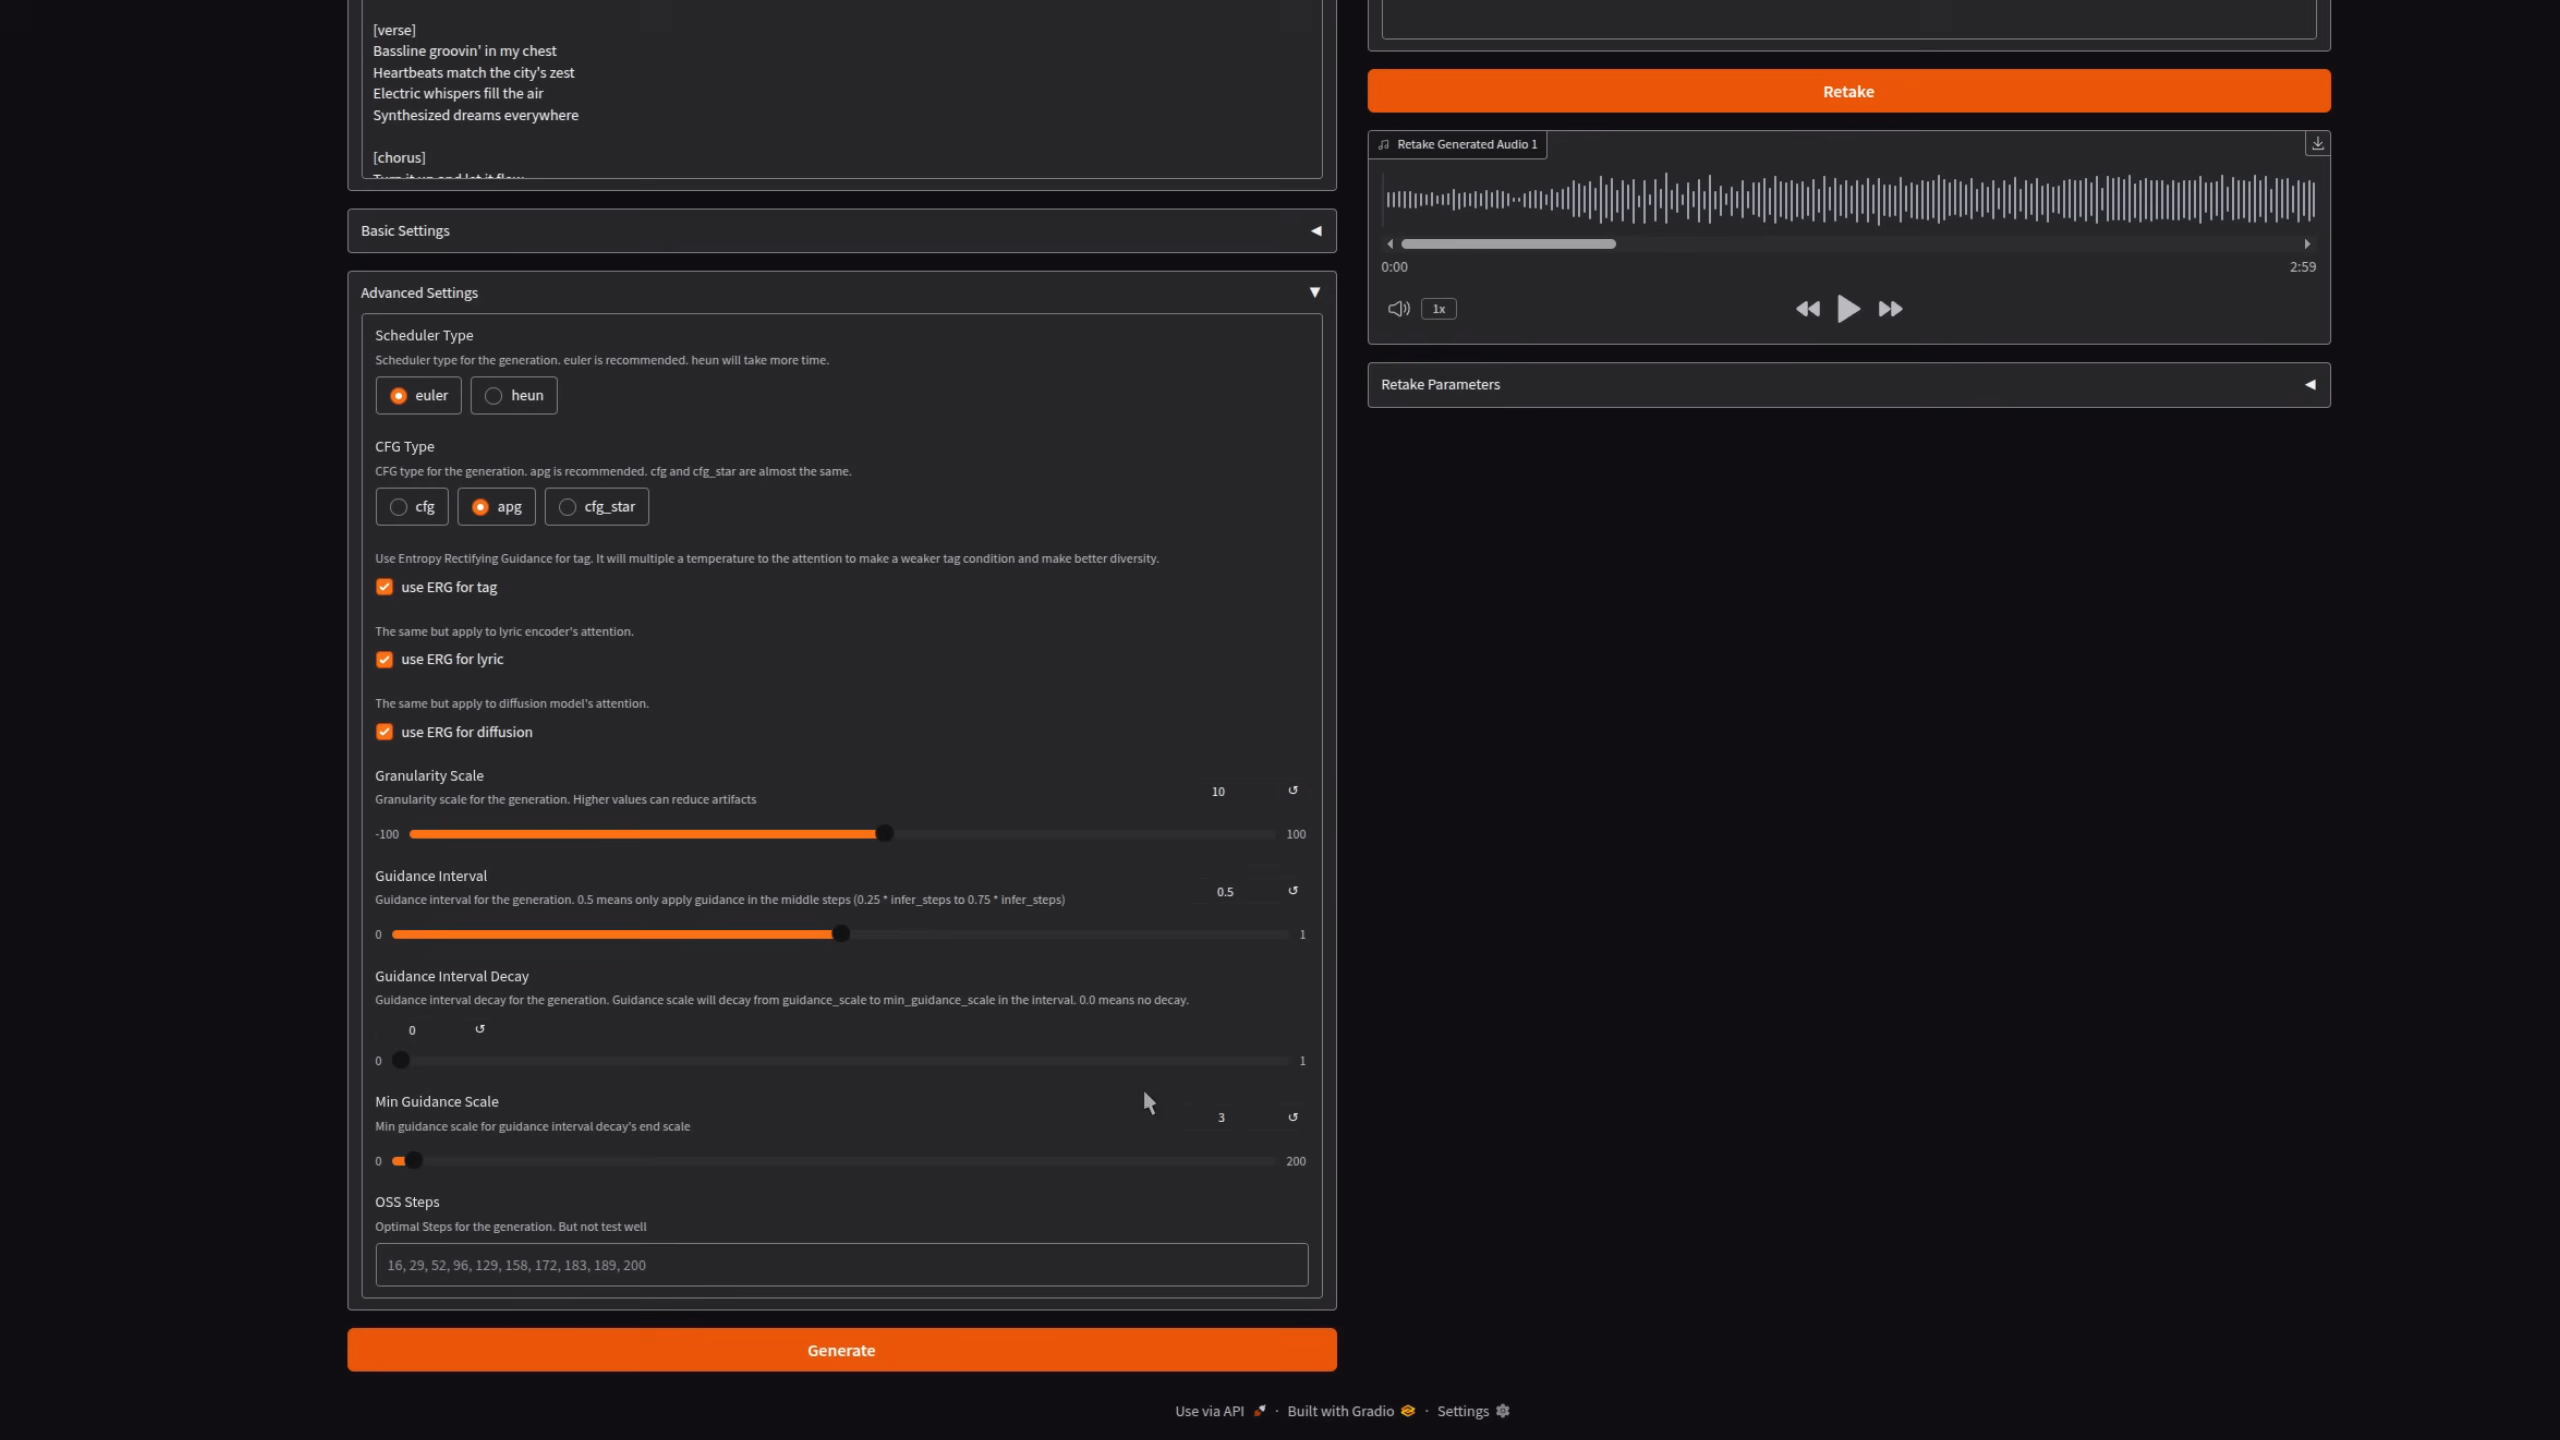 [verse]
Bassline groovin' in my chest
Heartbeats match the city's zest
Electric whispers fill the air
Synthesized dreams everywhere
[chorus]
Turn it up and let it flow
Basic Settings
Advanced Settings
Scheduler Type
Scheduler type for the generation. euler is recommended. heun will take more time.
euler
heun
CFG Type
CFG type for the generation. apg is recommended. cfg and cfg_star are almost the same.
cfg
apg
cfg_star
Use Entropy Rectifying Guidance for tag. It will multiple a temperature to the attention to make a weaker tag condition and make better diversity.
use ERG for tag
The same but apply to lyric encoder's attention.
use ERG for lyric
The same but apply to diffusion model's attention.
use ERG for diffusion
Granularity Scale
Granularity scale for the generation. Higher values can reduce artifacts
10
-100
100
Guidance Interval
Guidance interval for the generation. 0.5 means only apply guidance in the middle steps (0.25 * infer_steps to 0.75 * infer_steps)
0.5
0
1
Guidance Interval Decay
Guidance interval decay for the generation. Guidance scale will decay from guidance_scale to min_guidance_scale in the interval. 0.0 means no decay.
0
0
1
Min Guidance Scale
Min guidance scale for guidance interval decay's end scale
3
0
200
OSS Steps
Optimal Steps for the generation. But not test well
16, 29, 52, 96, 129, 158, 172, 183, 189, 200
Generate
Retake
Retake Generated Audio 1
0:00
2:59
1x
Retake Parameters
Use via API · Built with Gradio · Settings